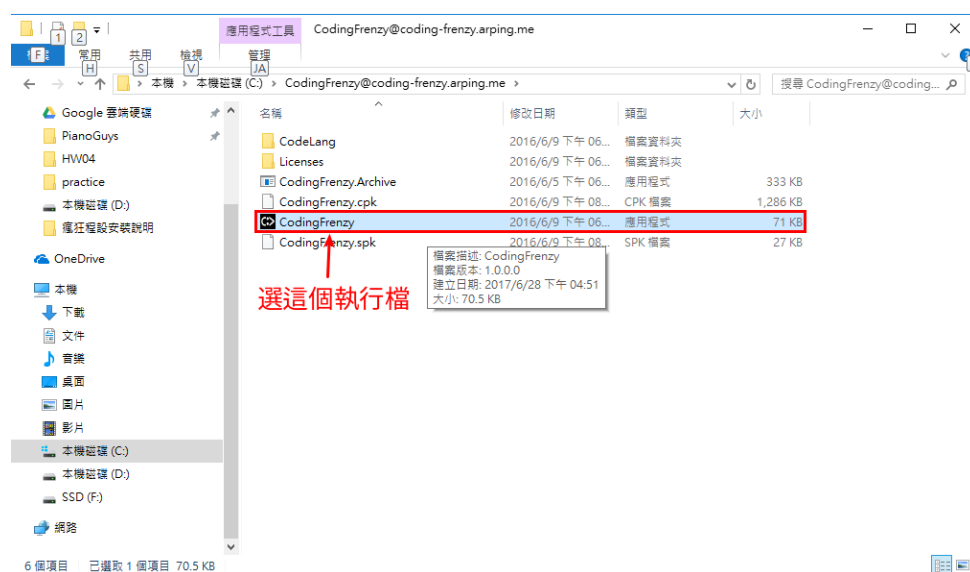 1 2 應用程式工具 CodingFrenzy@coding-frenzy.arping.me
F 常用 共用 檢視 管理
H S V JA
本機 › 本機磁碟 (C:) › CodingFrenzy@coding-frenzy.arping.me › 搜尋 CodingFrenzy@coding...
Google 雲端硬碟
PianoGuys
HW04
practice
本機磁碟 (D:)
瘋狂程設安裝說明
OneDrive
本機
下載
文件
音樂
桌面
圖片
影片
本機磁碟 (C:)
本機磁碟 (D:)
SSD (F:)
網路
名稱 修改日期 類型 大小
CodeLang 2016/6/9 下午 06... 檔案資料夾
Licenses 2016/6/9 下午 06... 檔案資料夾
CodingFrenzy.Archive 2016/6/5 下午 06... 應用程式 333 KB
CodingFrenzy.cpk 2016/6/9 下午 08... CPK 檔案 1,286 KB
CodingFrenzy 2016/6/9 下午 06... 應用程式 71 KB
CodingFrenzy.spk 2016/6/9 下午 08... SPK 檔案 27 KB
檔案描述: CodingFrenzy
檔案版本: 1.0.0.0
建立日期: 2017/6/28 下午 04:51
大小: 70.5 KB
選這個執行檔
6 個項目 已選取 1 個項目 70.5 KB